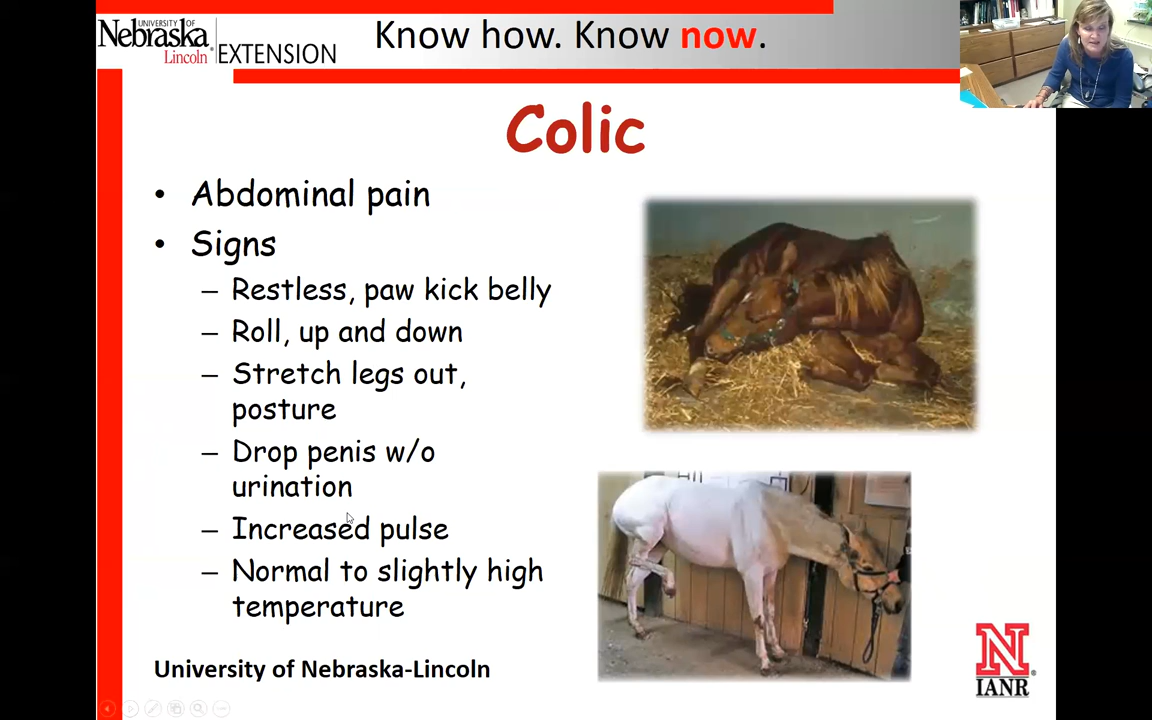 UNIVERSITY OF
Nebraska
Lincoln®
EXTENSION
Know how. Know now.
Colic
• Abdominal pain
• Signs
– Restless, paw kick belly
– Roll, up and down
– Stretch legs out,
posture
– Drop penis w/o
urination
– Increased pulse
– Normal to slightly high
temperature
University of Nebraska-Lincoln
N®
IANR